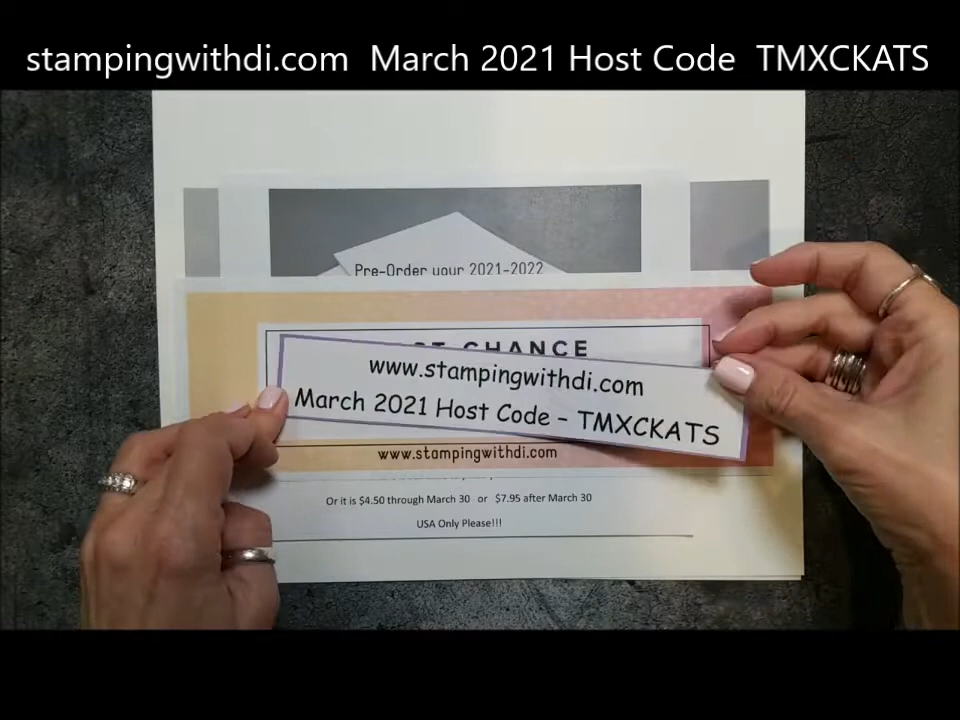 stampingwithdi.com March 2021 Host Code TMXCKATS
Pre-Order your 2021-2022
CHANCE
www.stampingwithdi.com
March 2021 Host Code - TMXCKATS
www.stampingwithdi.com
Or it is $4.50 through March 30 or $7.95 after March 30
USA Only Please!!!